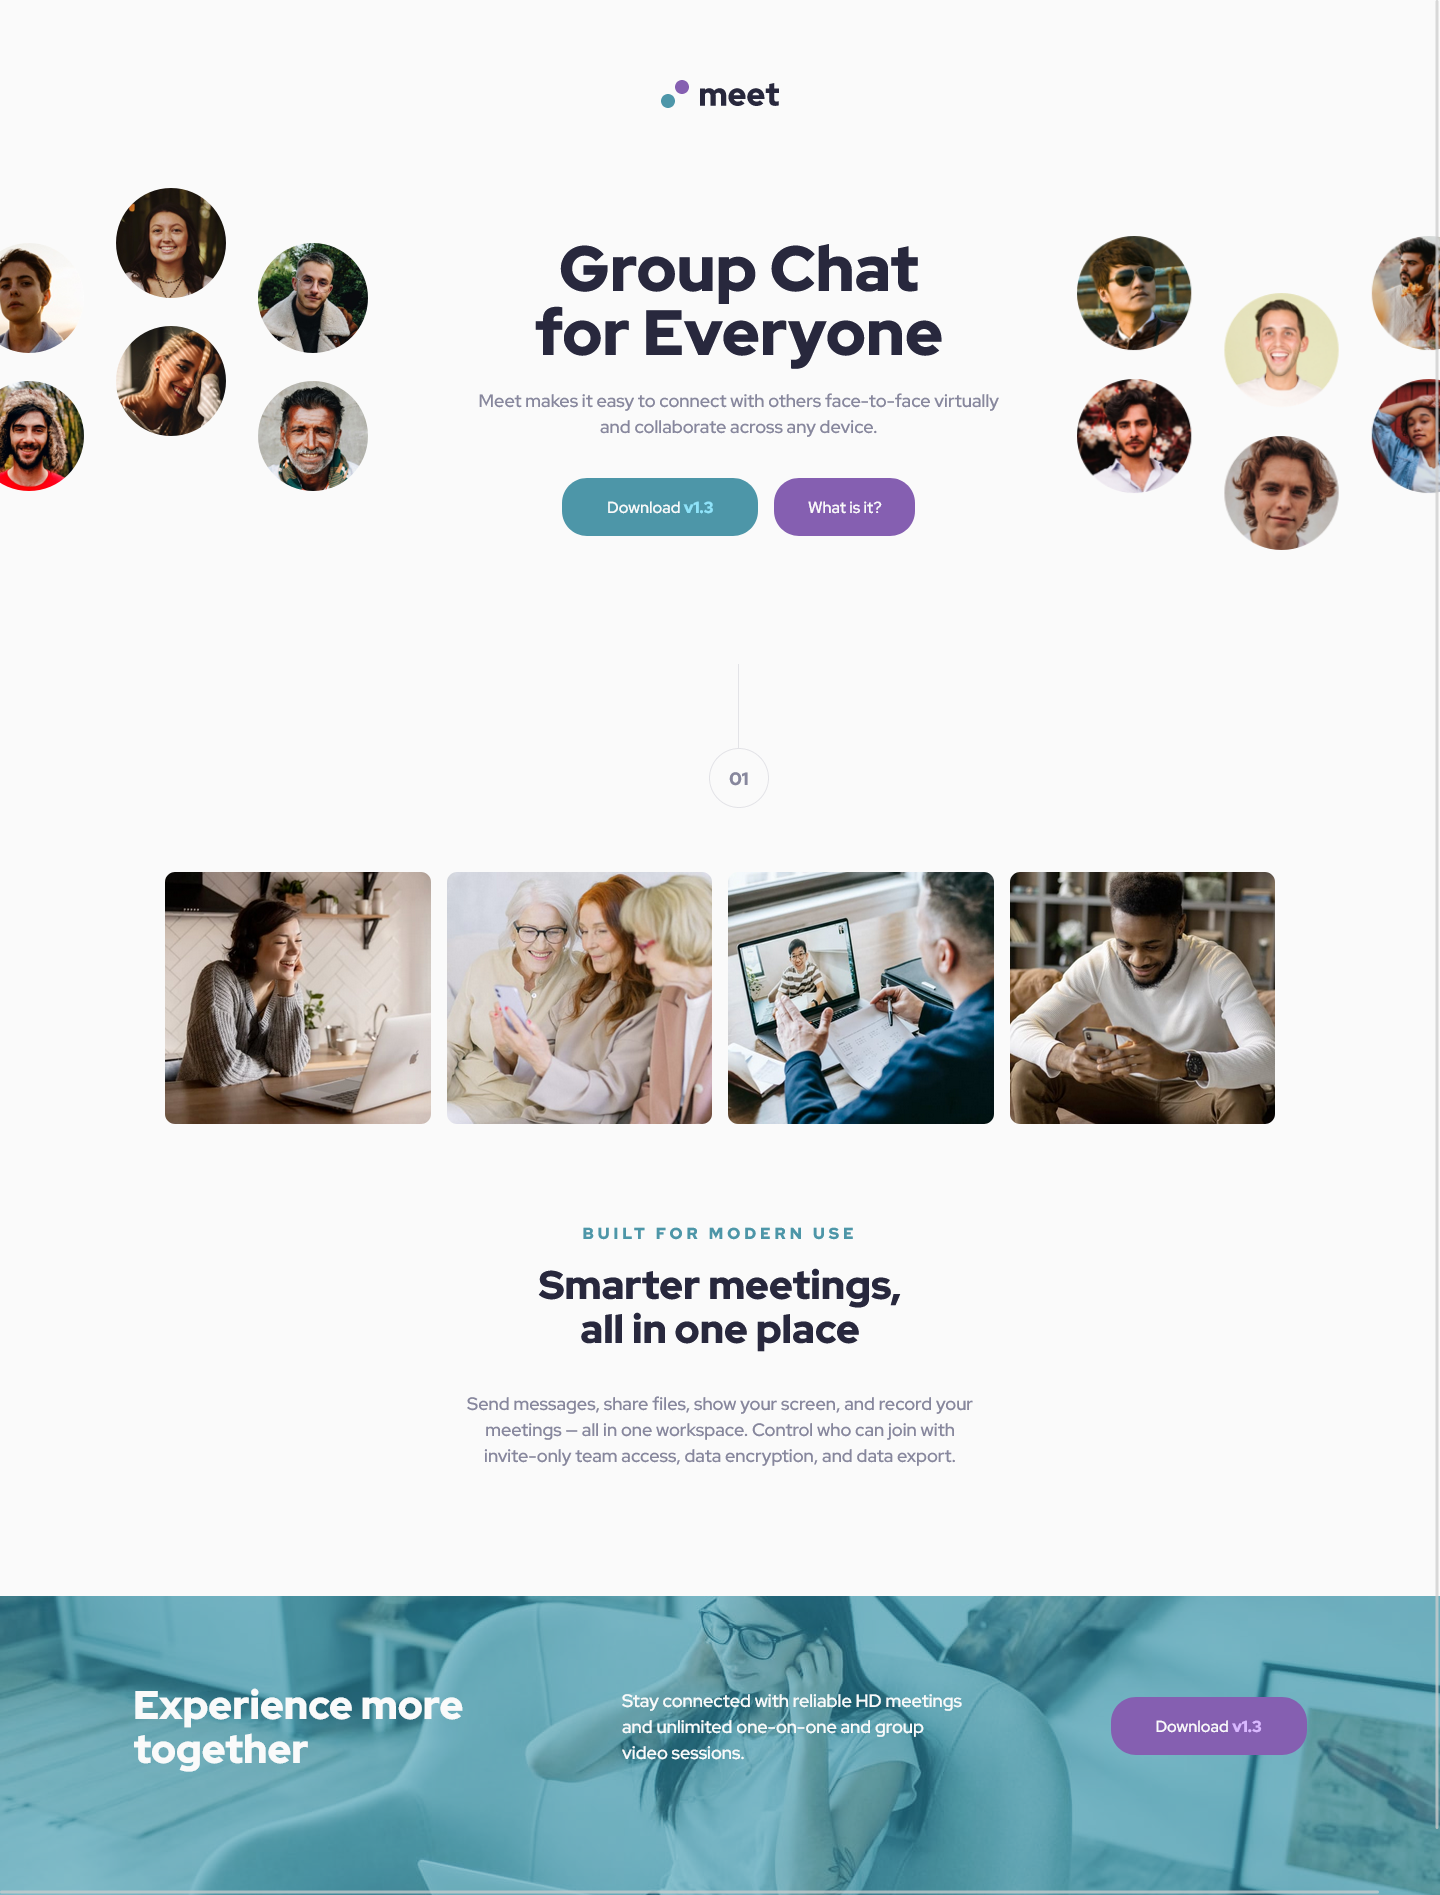 meet
Group Chat
for Everyone
Meet makes it easy to connect with others face-to-face virtually
and collaborate across any device.
Download v1.3
What is it?
01
BUILT FOR MODERN USE
Smarter meetings,
all in one place
Send messages, share files, show your screen, and record your
meetings — all in one workspace. Control who can join with
invite-only team access, data encryption, and data export.
Experience more
together
Stay connected with reliable HD meetings
and unlimited one-on-one and group
video sessions.
Download v1.3